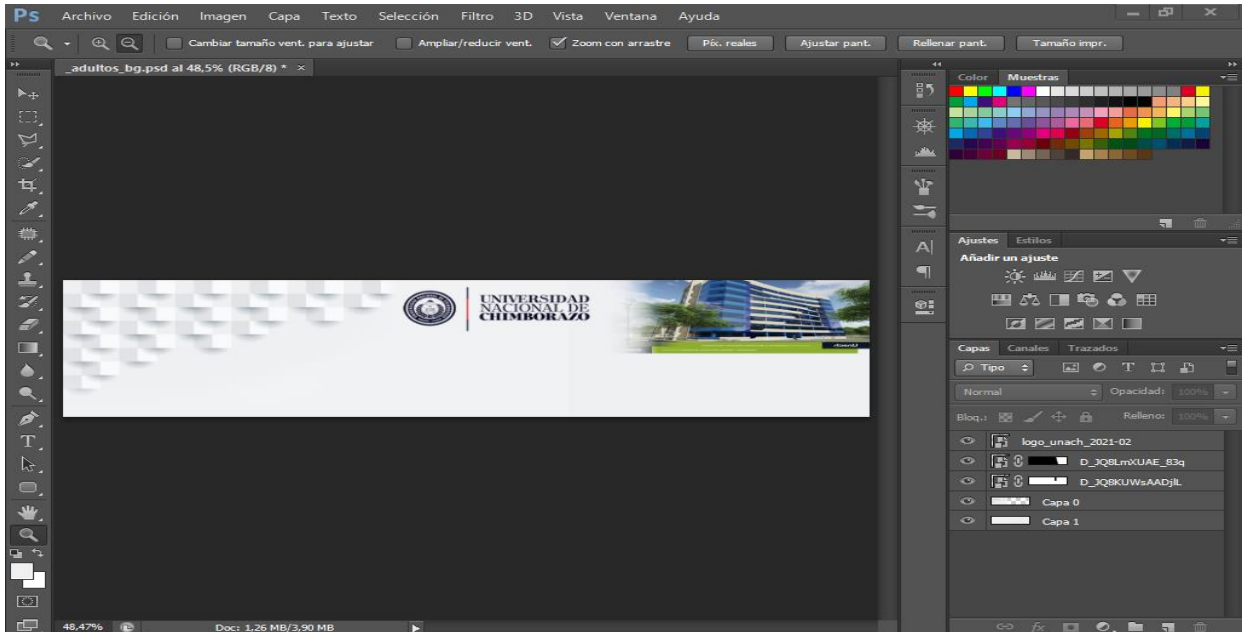 Ps Archivo Edición Imagen Capa Texto Selección Filtro 3D Vista Ventana Ayuda
Cambiar tamaño vent. para ajustar Ampliar/reducir vent. Zoom con arrastre Píx. reales Ajustar pant. Rellenar pant. Tamaño impr.
_adultos_bg.psd al 48,5% (RGB/8) * ×
Color Muestras
UNIVERSIDAD
NACIONAL DE
CHIMBORAZO
Ajustes Estilos
Añadir un ajuste
Capas Canales Trazados
Tipo
Normal Opacidad: 100%
Bloq.: Relleno: 100%
logo_unach_2021-02
D_JQ8LmXUAE_83q
D_JQ8KUWsAADjlL
Capa 0
Capa 1
48,47% Doc: 1,26 MB/3,90 MB